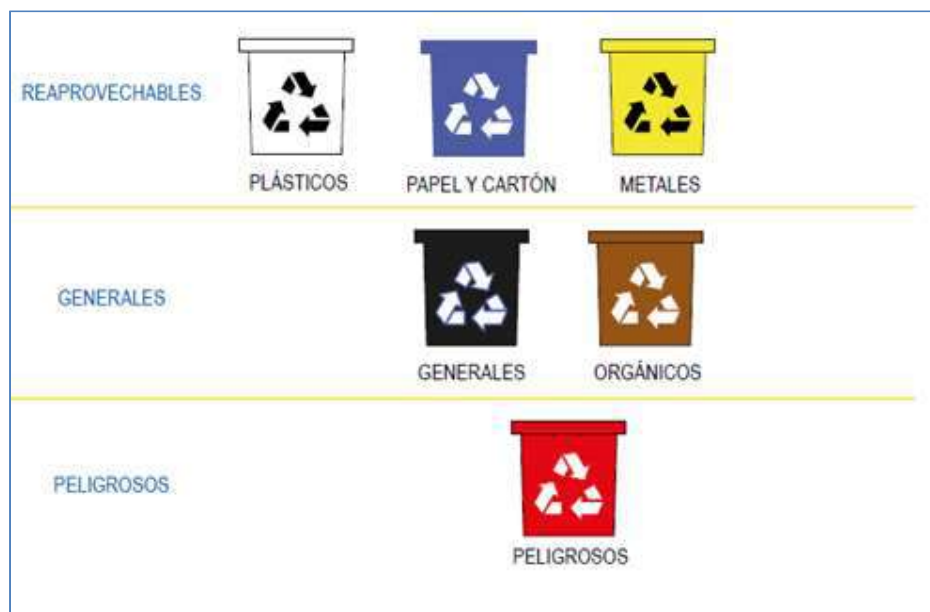 REAPROVECHABLES
PLÁSTICOS
PAPEL Y CARTÓN
METALES
GENERALES
GENERALES
ORGÁNICOS
PELIGROSOS
PELIGROSOS